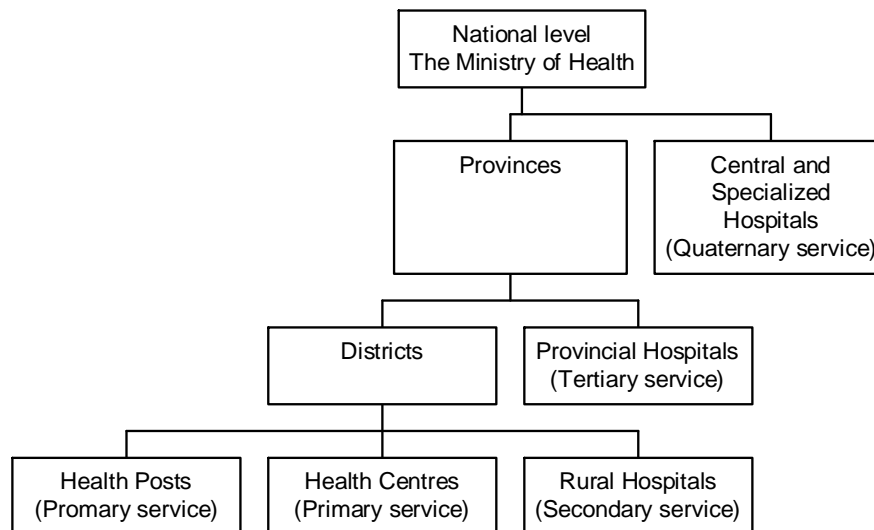 National level
The Ministry of Health
Provinces
Central and
Specialized
Hospitals
(Quaternary service)
Districts
Provincial Hospitals
(Tertiary service)
Health Posts
(Promary service)
Health Centres
(Primary service)
Rural Hospitals
(Secondary service)